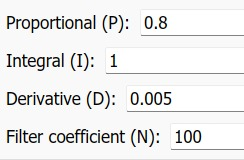 Proportional (P): 0.8
Integral (I): 1
Derivative (D): 0.005
Filter coefficient (N): 100